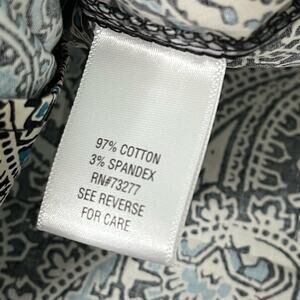 97% COTTON
3% SPANDEX
RN#73277
SEE REVERSE
FOR CARE